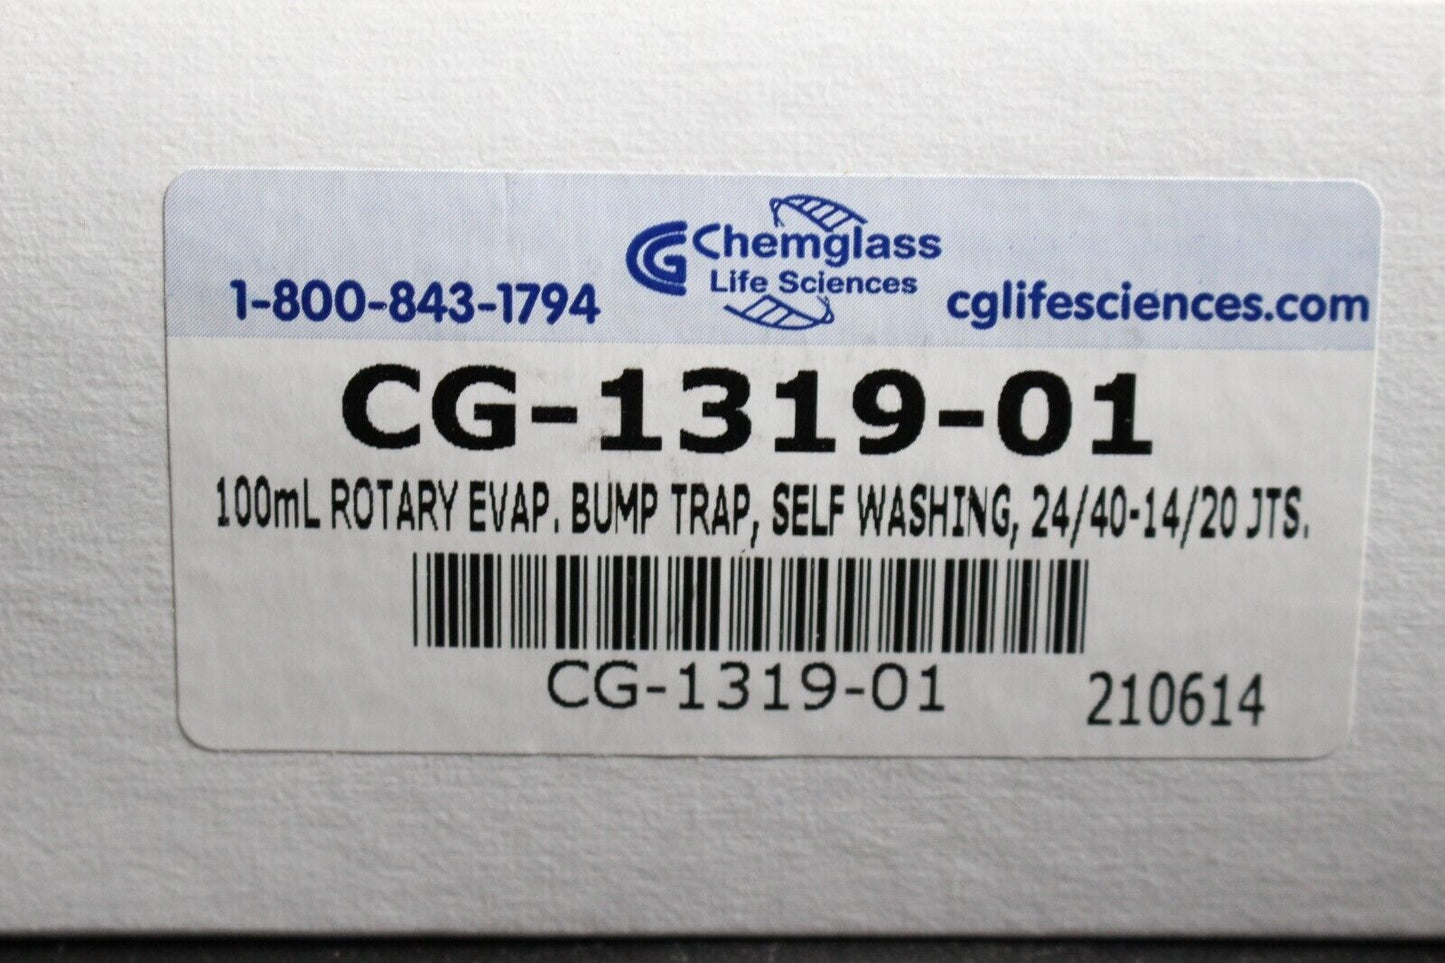 Chemglass
Life Sciences
1-800-843-1794
cglifesciences.com
CG-1319-01
100mL ROTARY EVAP. BUMP TRAP, SELF WASHING, 24/40-14/20 JTS.
CG-1319-01
210614